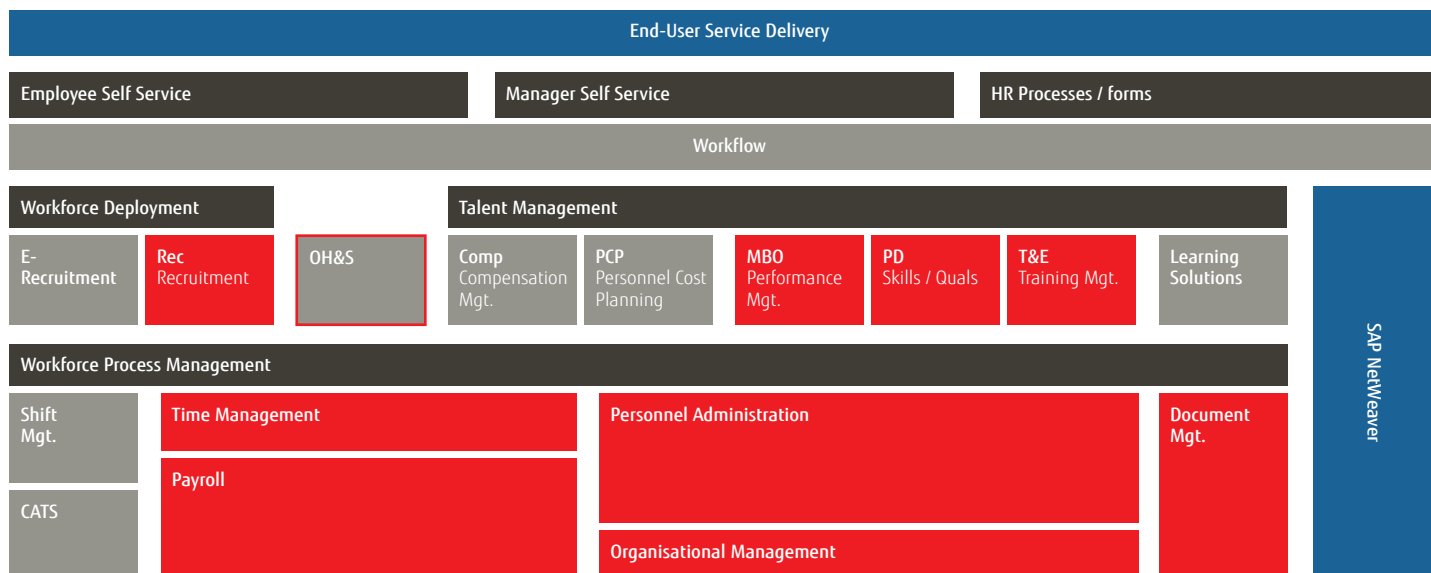 End-User Service Delivery
Employee Self Service
Manager Self Service
HR Processes / forms
Workflow
Workforce Deployment
Talent Management
E-
Recruitment
Rec
Recruitment
OH&S
Comp
Compensation
Mgt.
PCP
Personnel Cost
Planning
MBO
Performance
Mgt.
PD
Skills / Quals
T&E
Training Mgt.
Learning
Solutions
Workforce Process Management
Shift
Mgt.
CATS
Time Management
Payroll
Personnel Administration
Organisational Management
Document
Mgt.
SAP NetWeaver